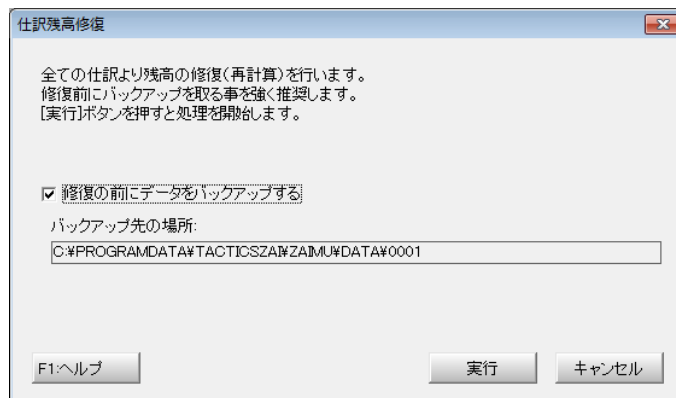 仕訳残高修復
全ての仕訳より残高の修復(再計算)を行います。
修復前にバックアップを取る事を強く推奨します。
[実行]ボタンを押すと処理を開始します。
修復の前にデータをバックアップする
バックアップ先の場所:
C:¥PROGRAMDATA¥TACTICSZAI¥ZAIMU¥DATA¥0001
F1:ヘルプ 実行 キャンセル